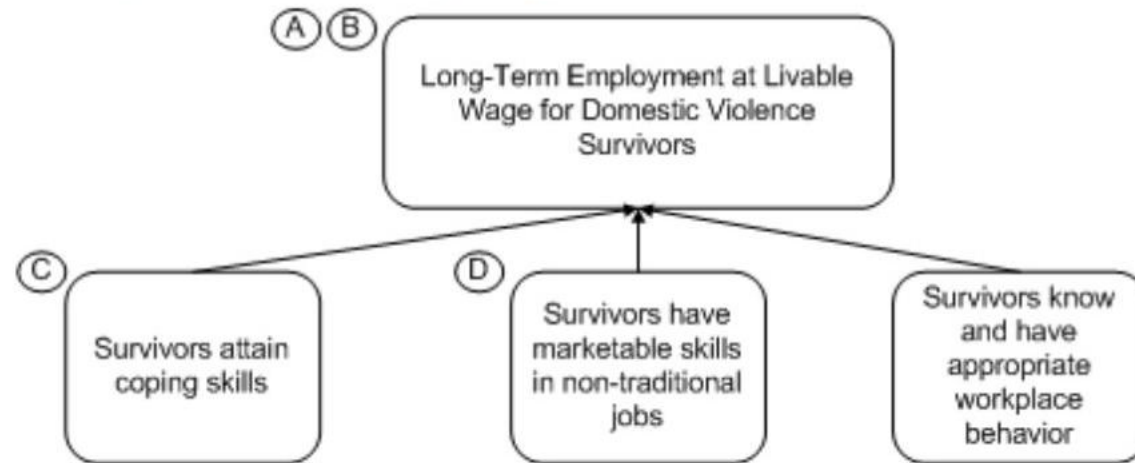 A B
Long-Term Employment at Livable
Wage for Domestic Violence
Survivors
C
Survivors attain
coping skills
D
Survivors have
marketable skills
in non-traditional
jobs
Survivors know
and have
appropriate
workplace
behavior